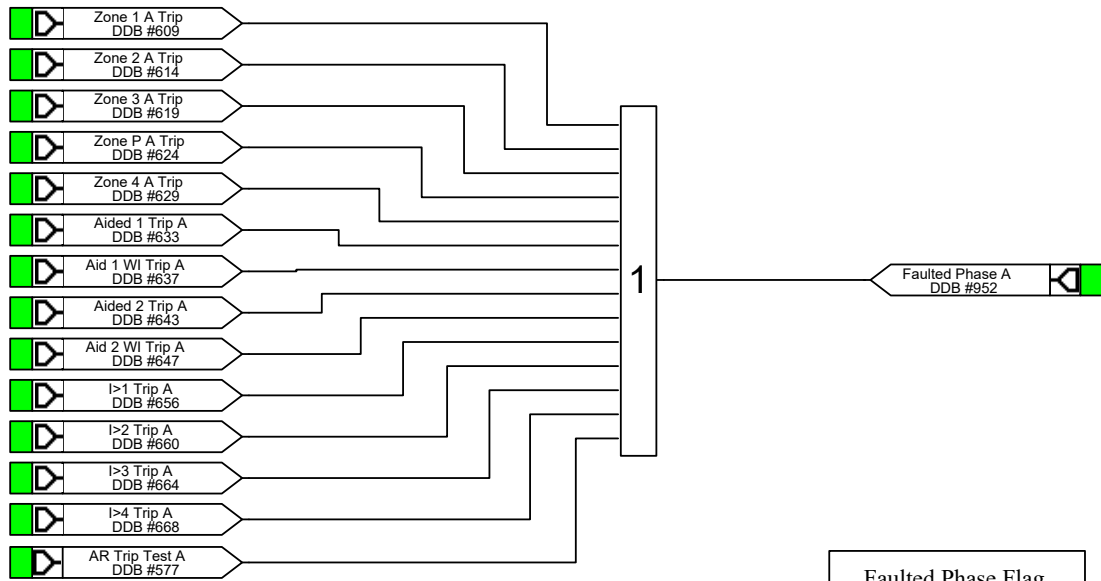 Zone 1 A Trip
DDB #609
Zone 2 A Trip
DDB #614
Zone 3 A Trip
DDB #619
Zone P A Trip
DDB #624
Zone 4 A Trip
DDB #629
Aided 1 Trip A
DDB #633
Aid 1 WI Trip A
DDB #637
Aided 2 Trip A
DDB #643
Aid 2 WI Trip A
DDB #647
I>1 Trip A
DDB #656
I>2 Trip A
DDB #660
I>3 Trip A
DDB #664
I>4 Trip A
DDB #668
AR Trip Test A
DDB #577
1
Faulted Phase A
DDB #952
Faulted Phase Flag